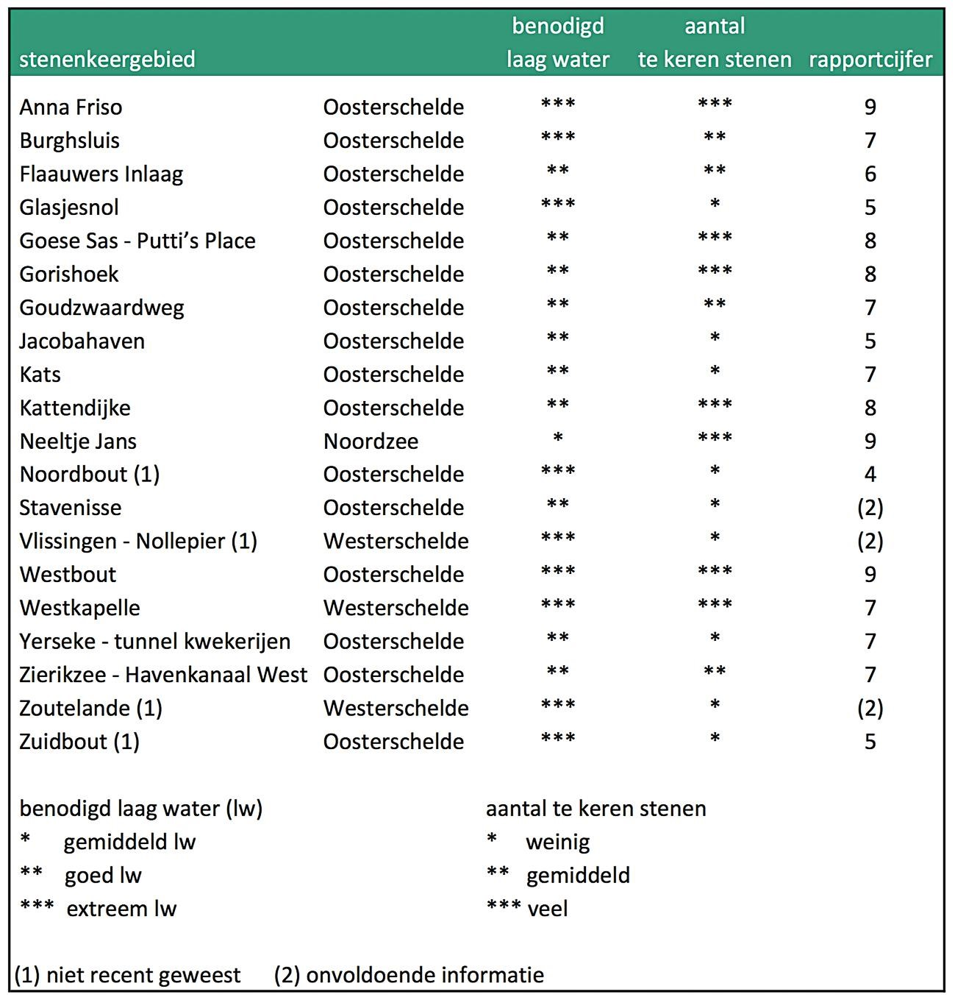 benodigd aantal
stenenkeergebied laag water te keren stenen rapportcijfer
Anna Friso Oosterschelde *** *** 9
Burghsluis Oosterschelde *** ** 7
Flaauwers Inlaag Oosterschelde ** ** 6
Glasjesnol Oosterschelde *** * 5
Goese Sas - Putti’s Place Oosterschelde ** *** 8
Gorishoek Oosterschelde ** *** 8
Goudzwaardweg Oosterschelde ** ** 7
Jacobahaven Oosterschelde ** * 5
Kats Oosterschelde ** * 7
Kattendijke Oosterschelde ** *** 8
Neeltje Jans Noordzee * *** 9
Noordbout (1) Oosterschelde *** * 4
Stavenisse Oosterschelde ** * (2)
Vlissingen - Nollepier (1) Westerschelde *** * (2)
Westbout Oosterschelde *** *** 9
Westkapelle Westerschelde *** *** 7
Yerseke - tunnel kwekerijen Oosterschelde ** * 7
Zierikzee - Havenkanaal West Oosterschelde ** ** 7
Zoutelande (1) Westerschelde *** * (2)
Zuidbout (1) Oosterschelde *** * 5
benodigd laag water (lw) aantal te keren stenen
* gemiddeld lw * weinig
** goed lw ** gemiddeld
*** extreem lw *** veel
(1) niet recent geweest (2) onvoldoende informatie